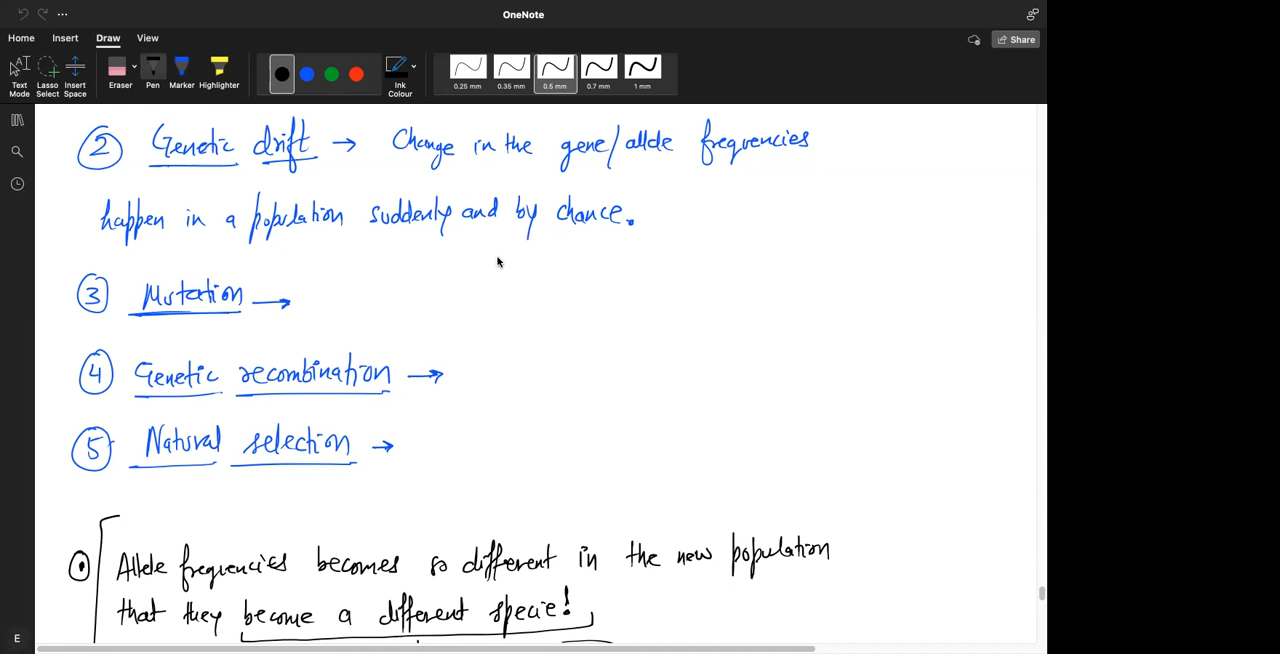 OneNote
Home Insert Draw View
Share
Text Mode
Lasso Select
Insert Space
Eraser
Pen
Marker
Highlighter
Ink Colour
0.25 mm
0.35 mm
0.5 mm
0.7 mm
1 mm
② Genetic drift → Change in the gene/allele frequencies
happen in a population suddenly and by chance.
③ Mutation →
④ Genetic recombination →
⑤ Natural selection →
Allele frequencies becomes so different in the new population
that they become a different specie!
E